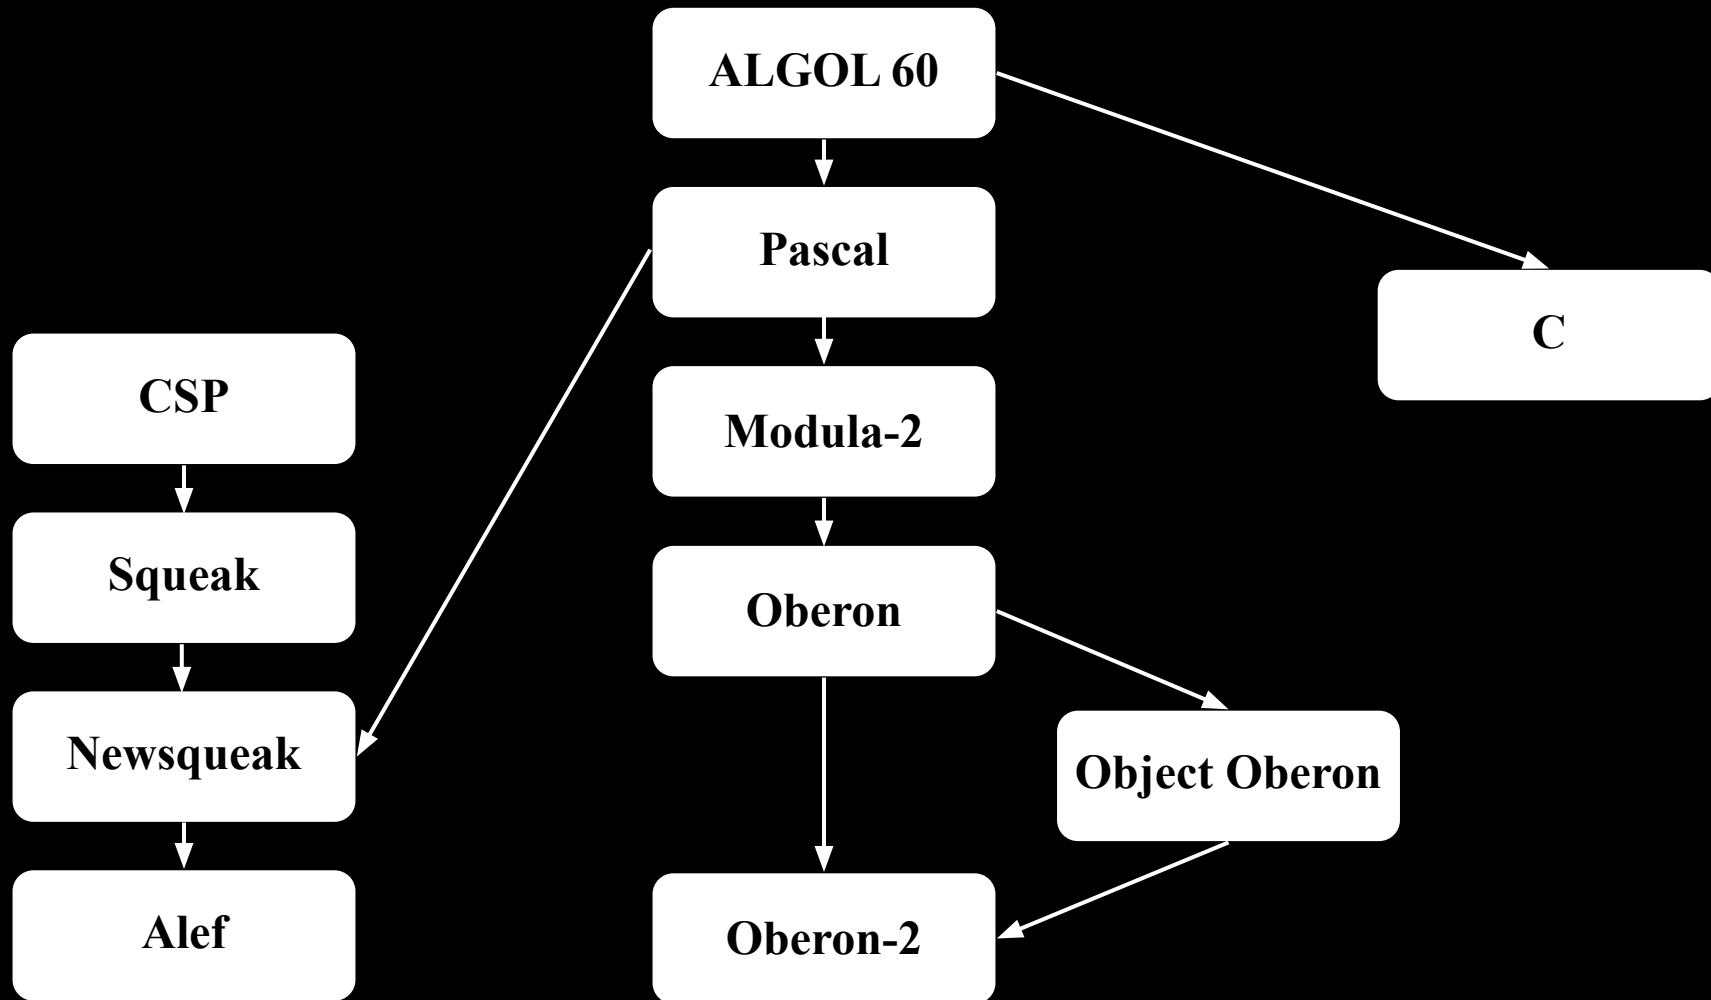 ALGOL 60
Pascal
C
CSP
Modula-2
Squeak
Oberon
Newsqueak
Object Oberon
Alef
Oberon-2